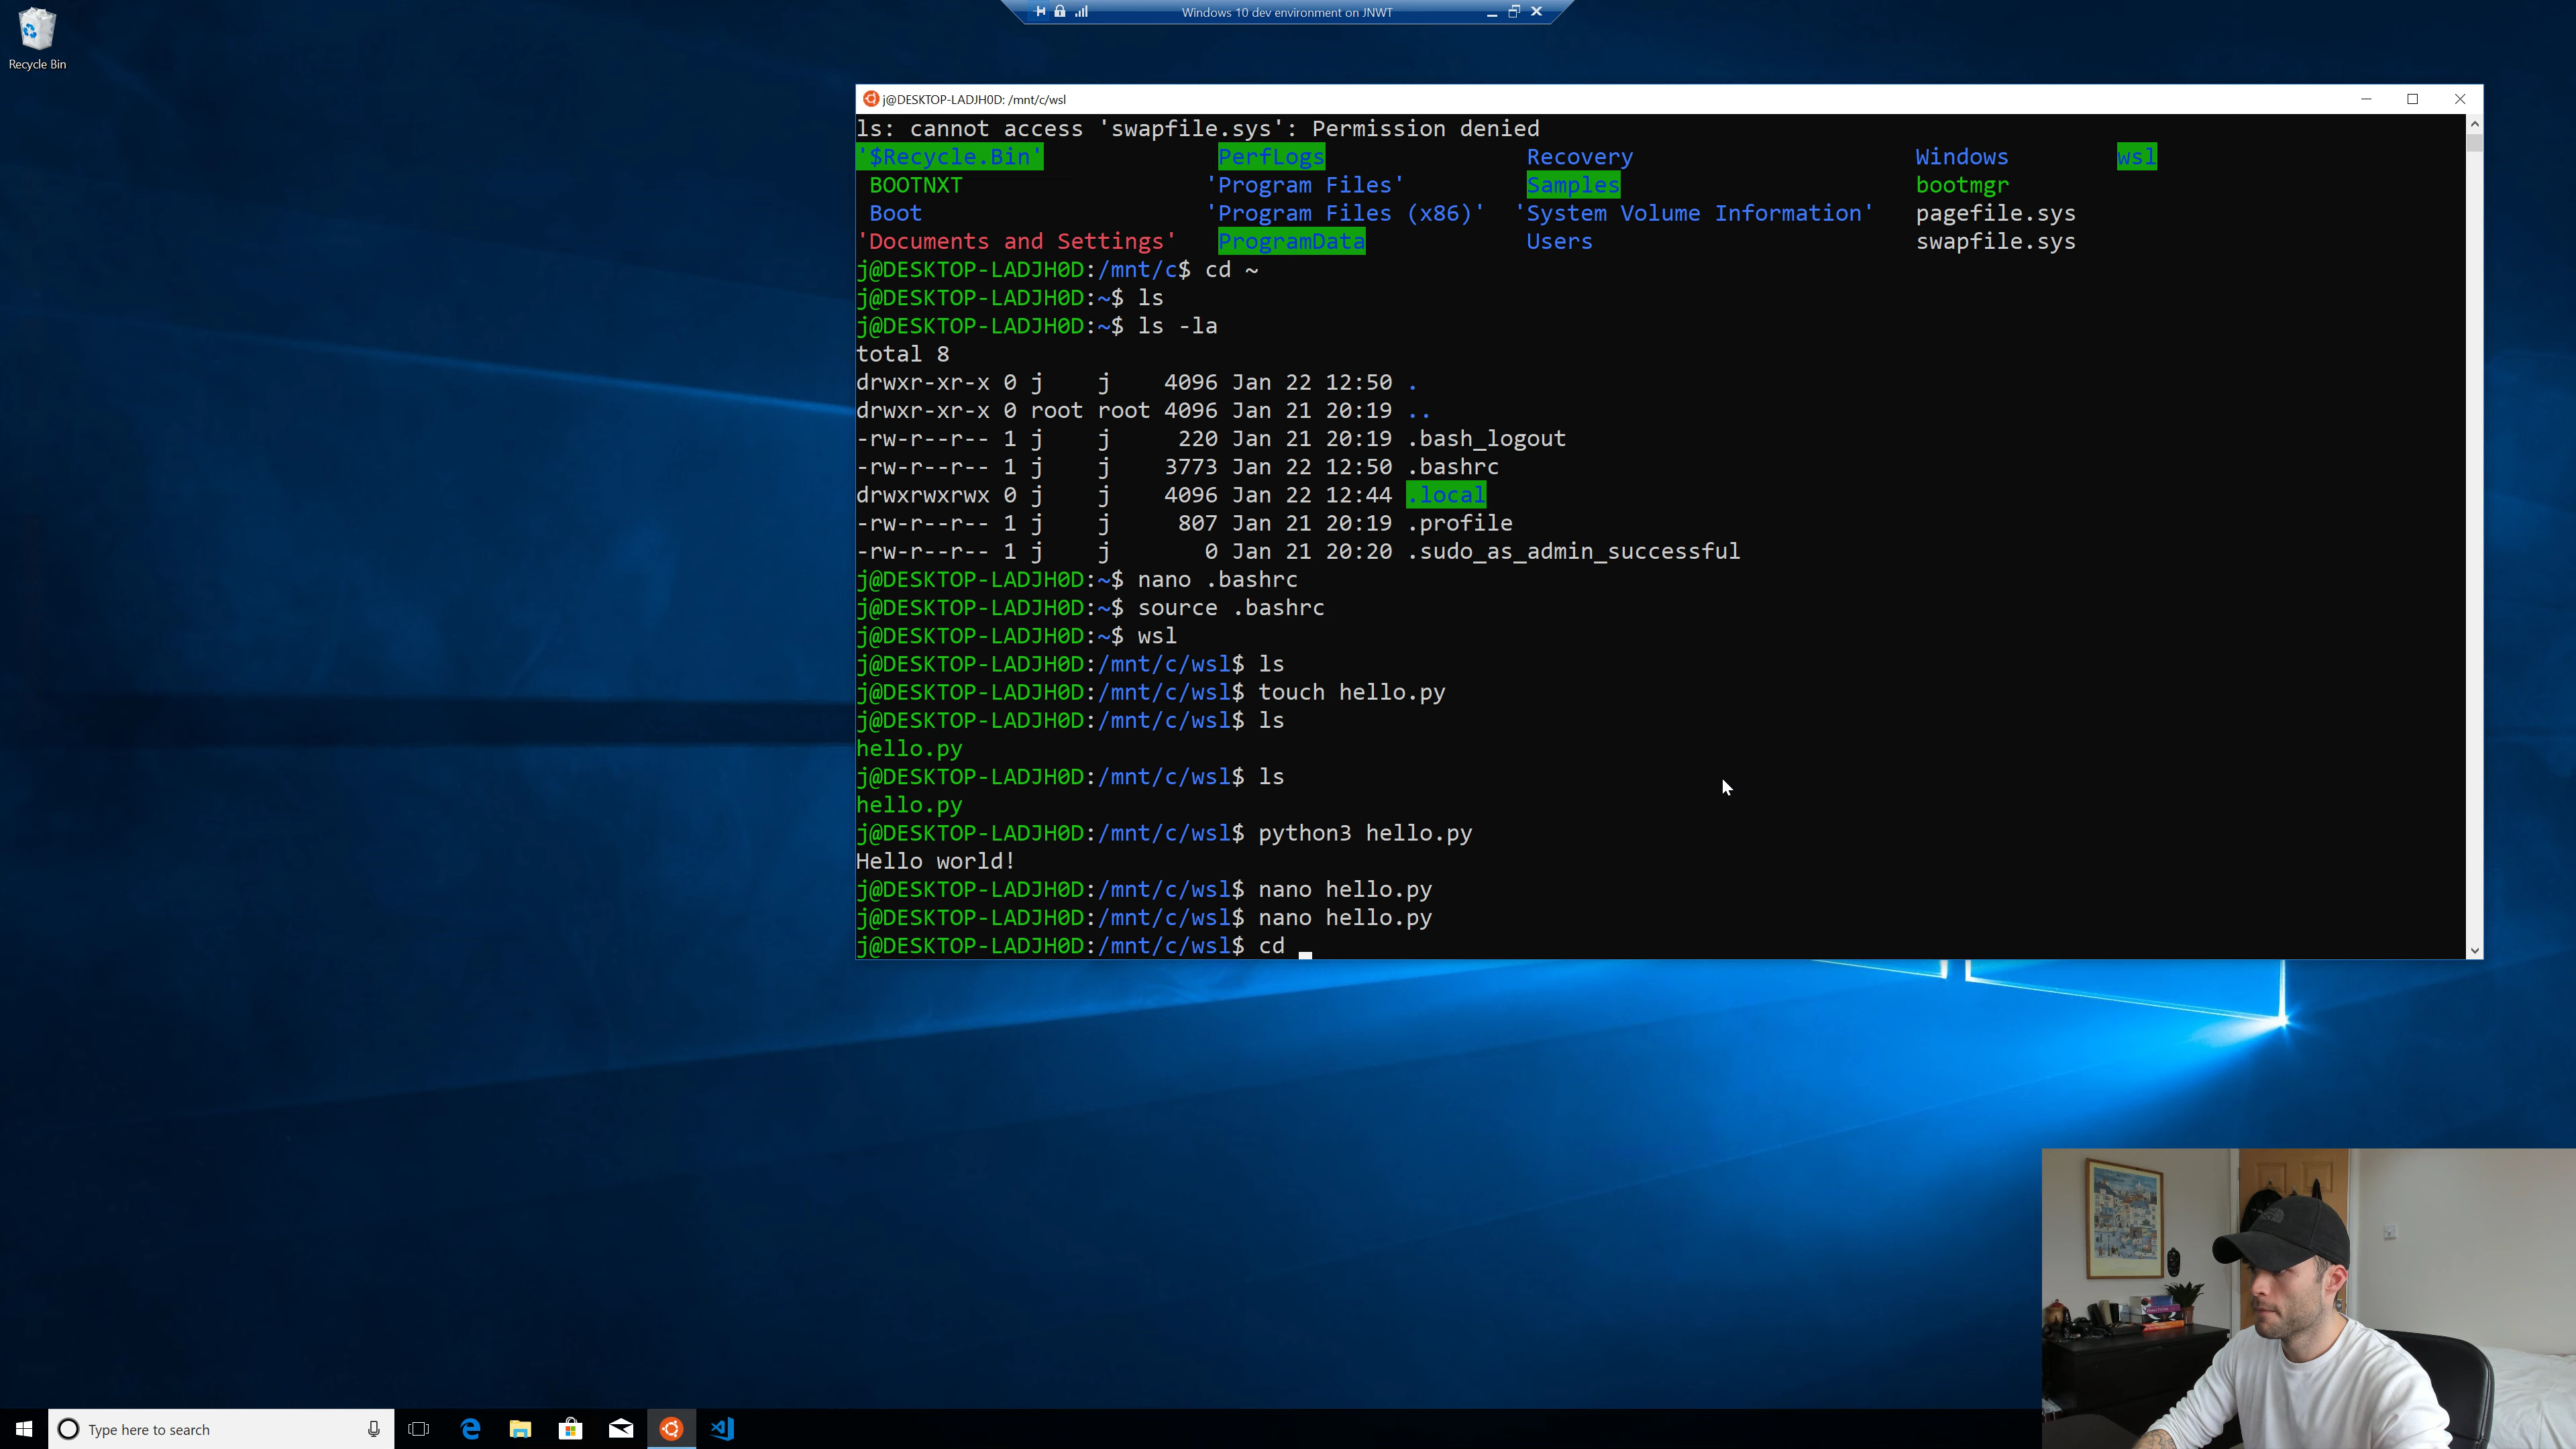 Windows 10 dev environment on JNWT
Recycle Bin
j@DESKTOP-LADJH0D: /mnt/c/wsl
ls: cannot access 'swapfile.sys': Permission denied
'$Recycle.Bin' PerfLogs Recovery Windows wsl
BOOTNXT 'Program Files' Samples bootmgr
Boot 'Program Files (x86)' 'System Volume Information' pagefile.sys
'Documents and Settings' ProgramData Users swapfile.sys
j@DESKTOP-LADJH0D:/mnt/c$ cd ~
j@DESKTOP-LADJH0D:~$ ls
j@DESKTOP-LADJH0D:~$ ls -la
total 8
drwxr-xr-x 0 j j 4096 Jan 22 12:50 .
drwxr-xr-x 0 root root 4096 Jan 21 20:19 ..
-rw-r--r-- 1 j j 220 Jan 21 20:19 .bash_logout
-rw-r--r-- 1 j j 3773 Jan 22 12:50 .bashrc
drwxrwxrwx 0 j j 4096 Jan 22 12:44 .local
-rw-r--r-- 1 j j 807 Jan 21 20:19 .profile
-rw-r--r-- 1 j j 0 Jan 21 20:20 .sudo_as_admin_successful
j@DESKTOP-LADJH0D:~$ nano .bashrc
j@DESKTOP-LADJH0D:~$ source .bashrc
j@DESKTOP-LADJH0D:~$ wsl
j@DESKTOP-LADJH0D:/mnt/c/wsl$ ls
j@DESKTOP-LADJH0D:/mnt/c/wsl$ touch hello.py
j@DESKTOP-LADJH0D:/mnt/c/wsl$ ls
hello.py
j@DESKTOP-LADJH0D:/mnt/c/wsl$ ls
hello.py
j@DESKTOP-LADJH0D:/mnt/c/wsl$ python3 hello.py
Hello world!
j@DESKTOP-LADJH0D:/mnt/c/wsl$ nano hello.py
j@DESKTOP-LADJH0D:/mnt/c/wsl$ nano hello.py
j@DESKTOP-LADJH0D:/mnt/c/wsl$ cd
Type here to search